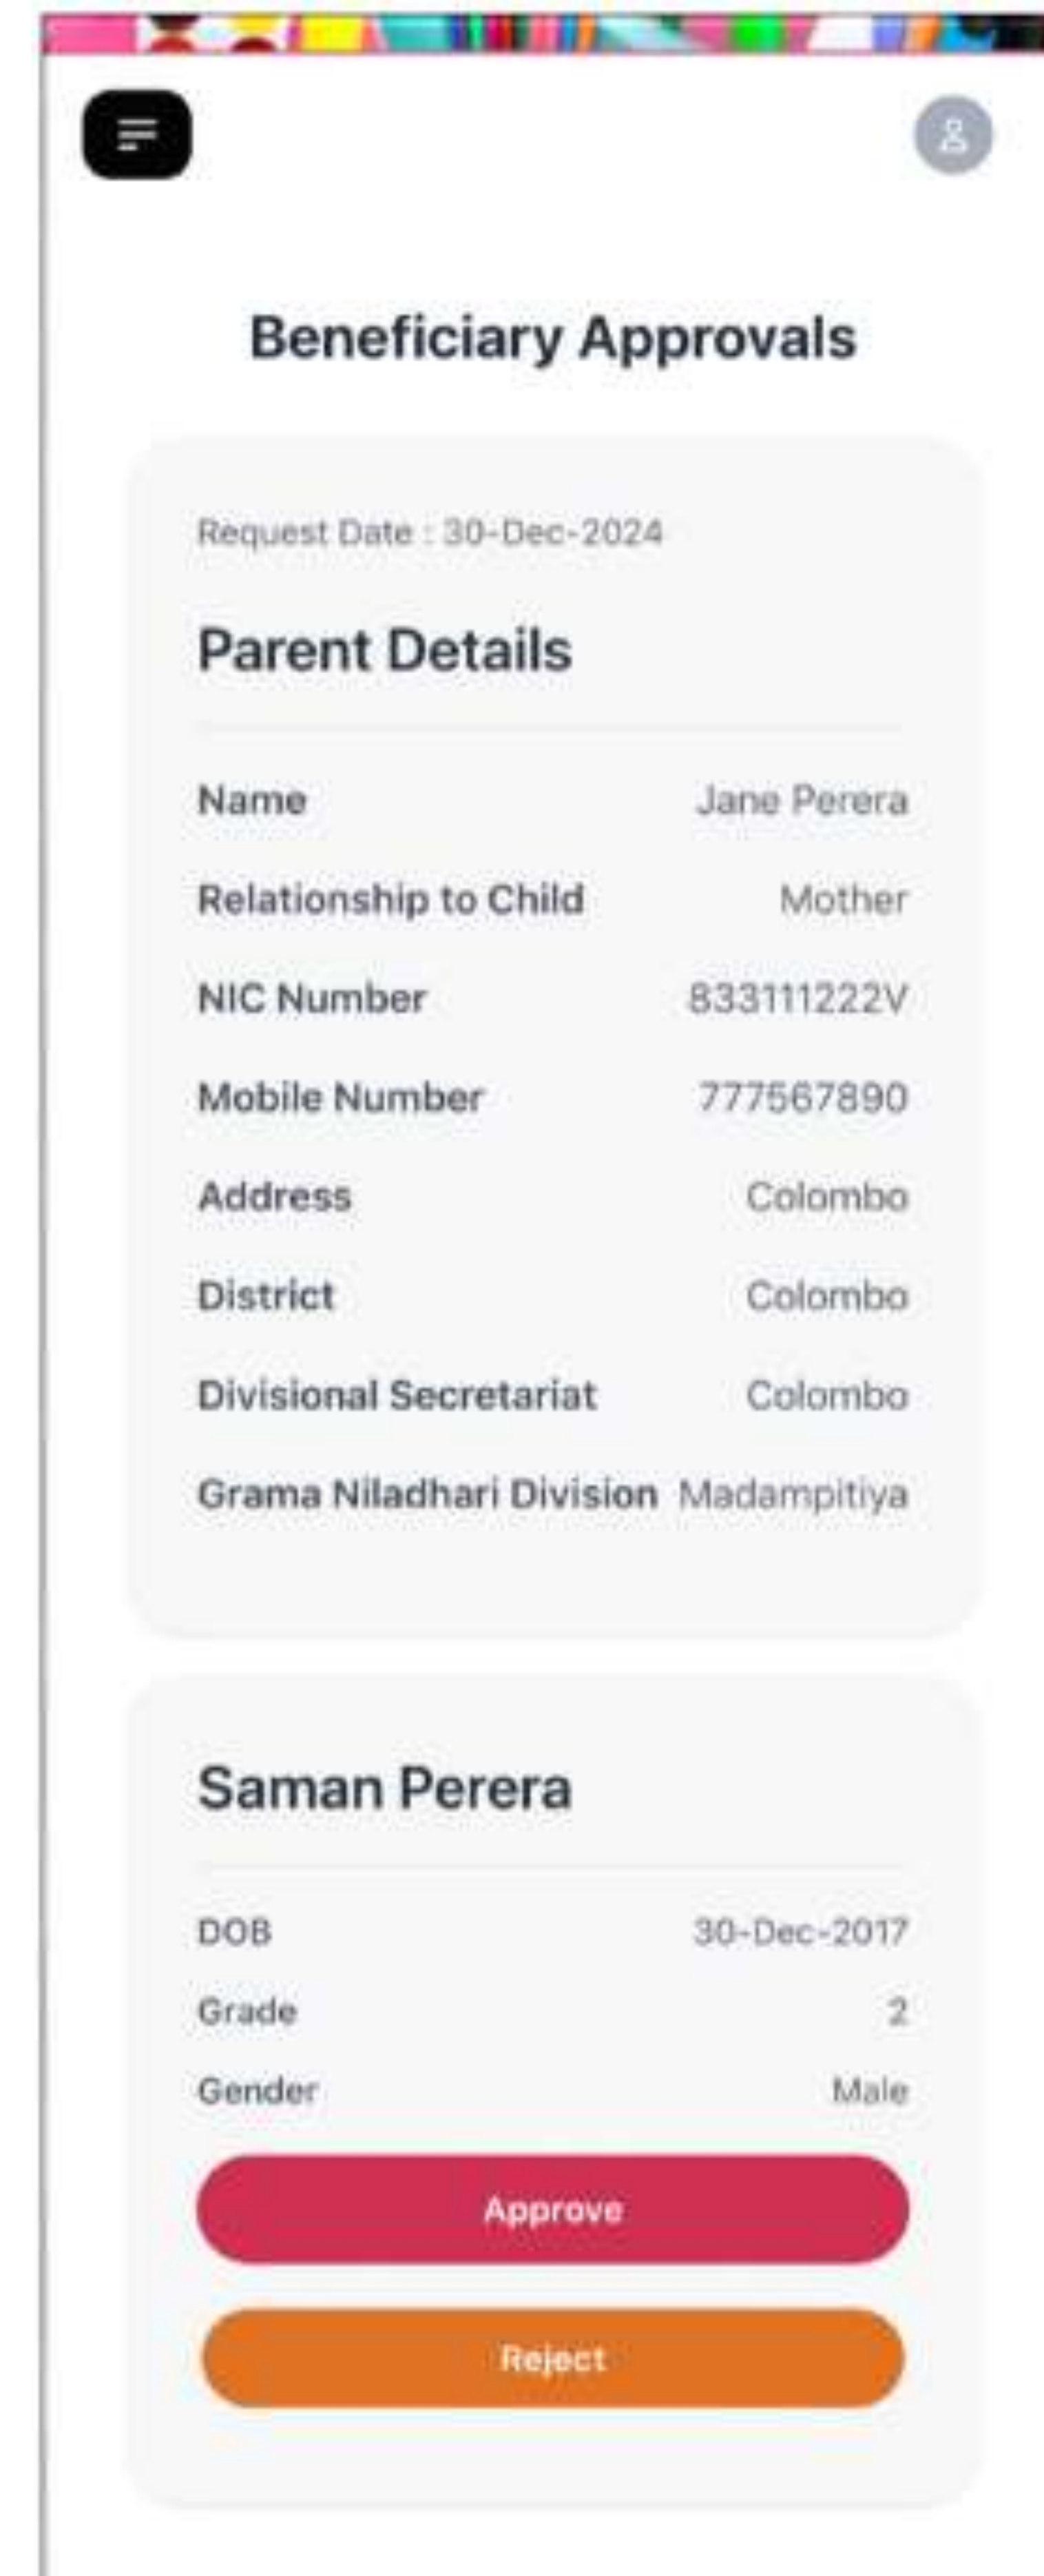 Beneficiary Approvals
Request Date : 30-Dec-2024
Parent Details
Name Jane Perera
Relationship to Child Mother
NIC Number 833111222V
Mobile Number 777567890
Address Colombo
District Colombo
Divisional Secretariat Colombo
Grama Niladhari Division Madampitiya
Saman Perera
DOB 30-Dec-2017
Grade 2
Gender Male
Approve
Reject